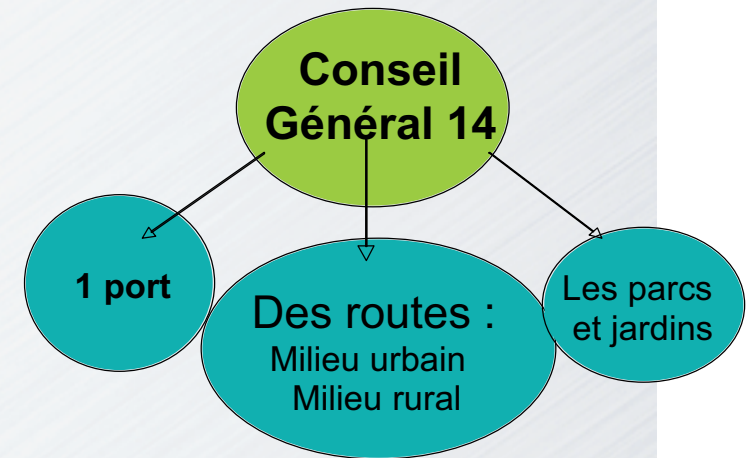 Conseil
Général 14
1 port
Des routes :
Milieu urbain
Milieu rural
Les parcs
et jardins